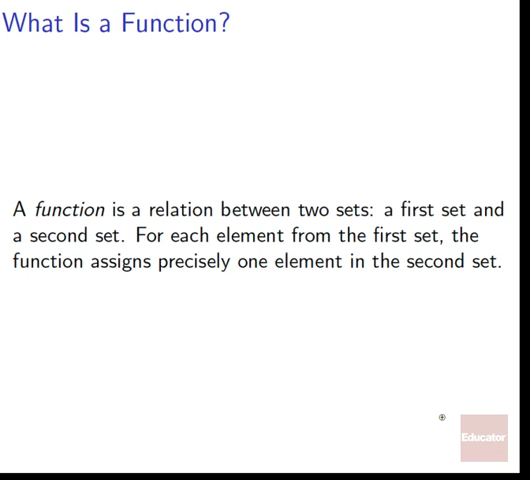 What Is a Function?
A function is a relation between two sets: a first set and
a second set. For each element from the first set, the
function assigns precisely one element in the second set.
Educator